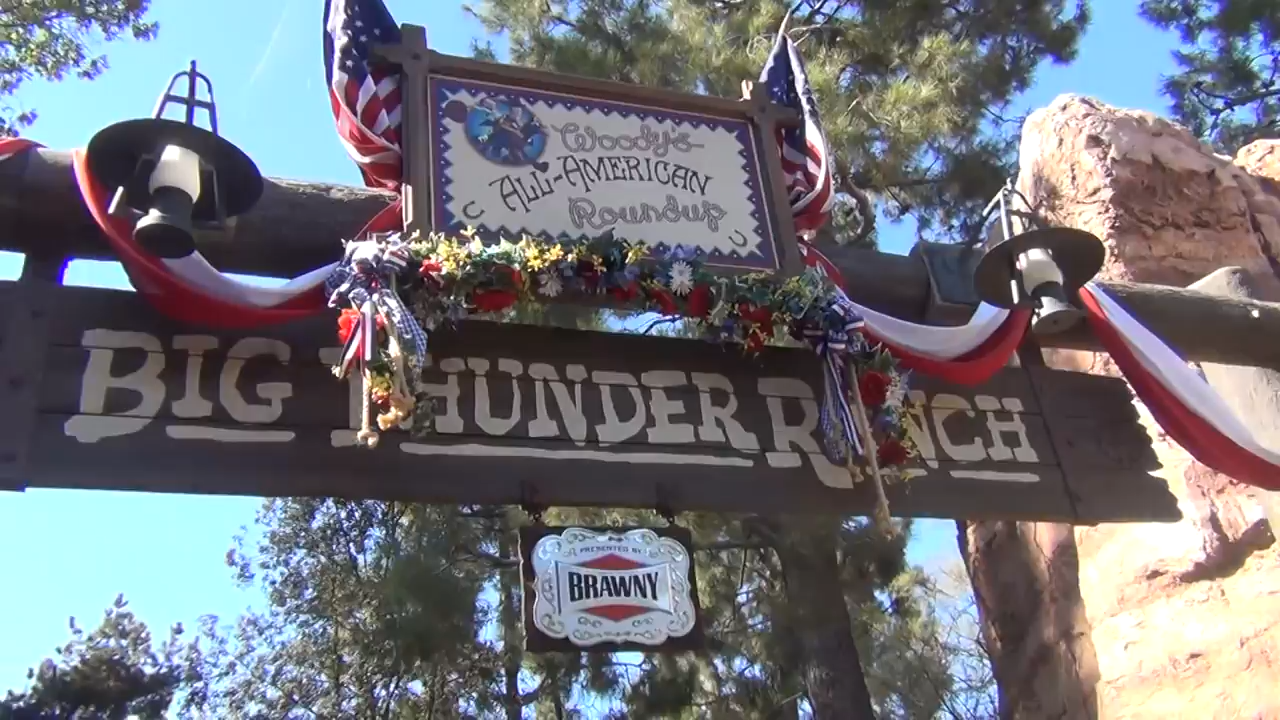 Woody's
ALL-AMERICAN
Roundup
BIG THUNDER RANCH
PRESENTED BY
BRAWNY